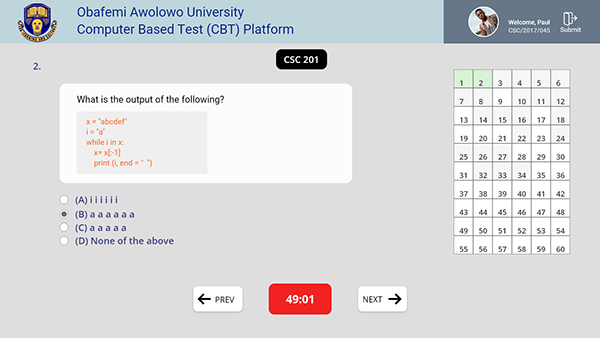 Obafemi Awolowo University
Computer Based Test (CBT) Platform
Welcome, Paul
CSC/2017/045
Submit
2.
CSC 201
What is the output of the following?
x = "abcdef"
i = "a"
while i in x:
x= x[:-1]
print (i, end = " ")
(A) i i i i i i
(B) a a a a a a
(C) a a a a a
(D) None of the above
1 2 3 4 5 6
7 8 9 10 11 12
13 14 15 16 17 18
19 20 21 22 23 24
25 26 27 28 29 30
31 32 33 34 35 36
37 38 39 40 41 42
43 44 45 46 47 48
49 50 51 52 53 54
55 56 57 58 59 60
PREV
49:01
NEXT